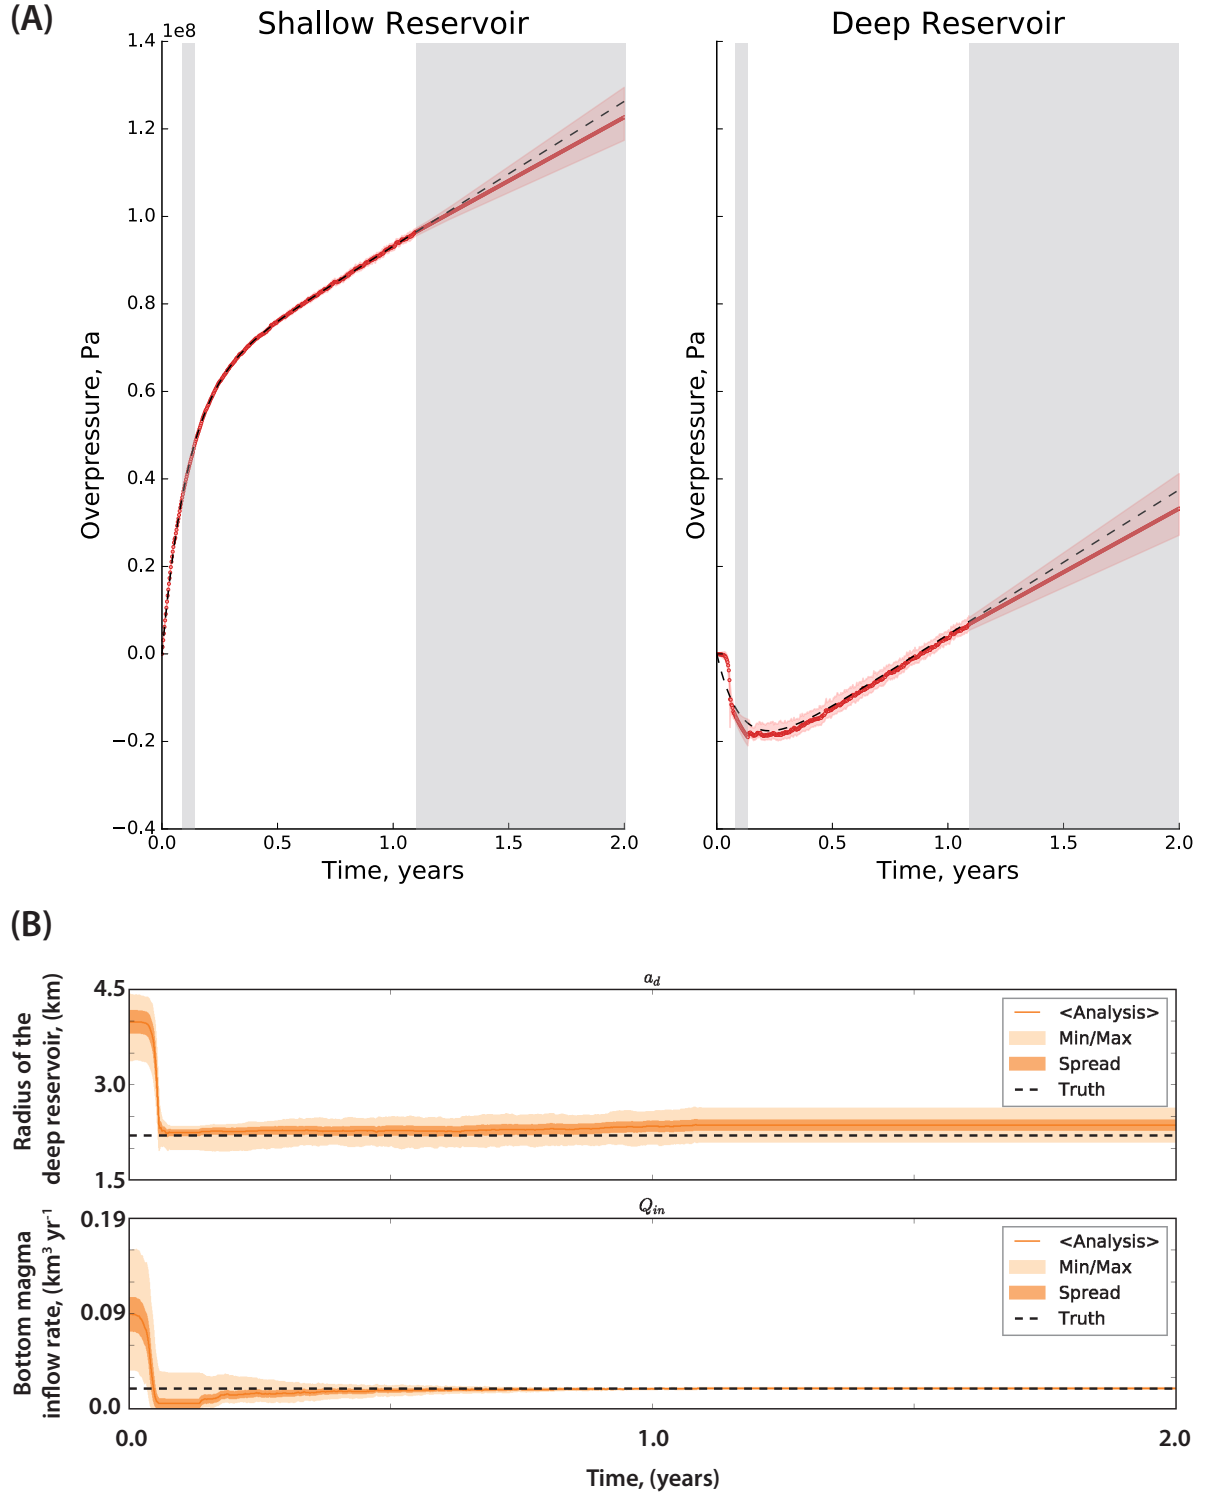 (A)
Shallow Reservoir
Deep Reservoir
1e8
1.4
1.2
1.0
0.8
0.6
0.4
0.2
0.0
−0.2
−0.4
Overpressure, Pa
0.0 0.5 1.0 1.5 2.0
Time, years
Overpressure, Pa
0.0 0.5 1.0 1.5 2.0
Time, years
(B)
a_d
4.5
3.0
1.5
Radius of the
deep reservoir, (km)
<Analysis>
Min/Max
Spread
Truth
Q_in
0.19
0.09
0.0
Bottom magma
inflow rate, (km³ yr⁻¹)
<Analysis>
Min/Max
Spread
Truth
0.0 1.0 2.0
Time, (years)